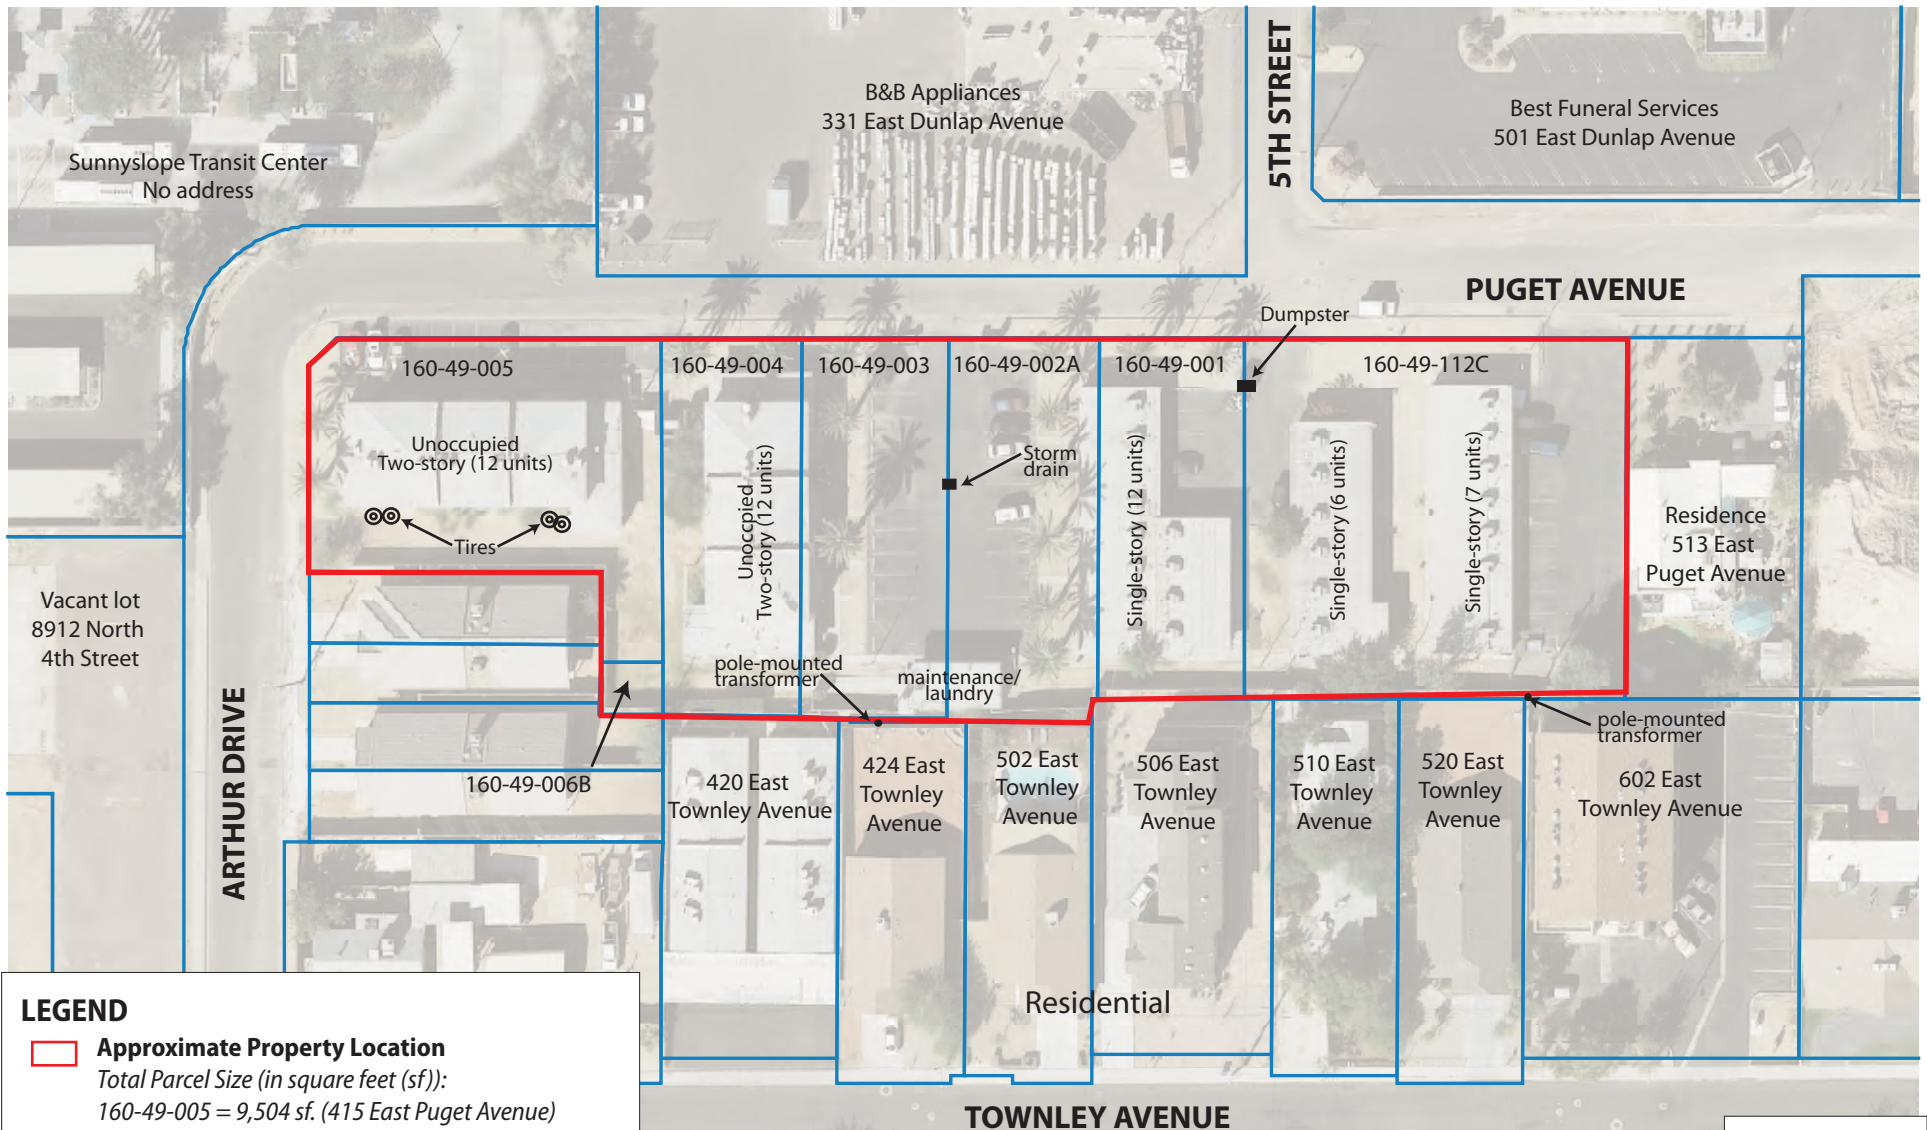 B&B Appliances
331 East Dunlap Avenue
5TH STREET
Best Funeral Services
501 East Dunlap Avenue
Sunnyslope Transit Center
No address
PUGET AVENUE
Dumpster
160-49-005
160-49-004
160-49-003
160-49-002A
160-49-001
160-49-112C
Unoccupied
Two-story (12 units)
Tires
Unoccpied
Two-story (12 units)
Storm
drain
Single-story (12 units)
Single-story (6 units)
Single-story (7 units)
Residence
513 East
Puget Avenue
Vacant lot
8912 North
4th Street
ARTHUR DRIVE
pole-mounted
transformer
maintenance/
laundry
pole-mounted
transformer
160-49-006B
420 East
Townley Avenue
424 East
Townley
Avenue
502 East
Townley
Avenue
506 East
Townley
Avenue
510 East
Townley
Avenue
520 East
Townley
Avenue
602 East
Townley Avenue
Residential
LEGEND
Approximate Property Location
Total Parcel Size (in square feet (sf)):
160-49-005 = 9,504 sf. (415 East Puget Avenue)
TOWNLEY AVENUE